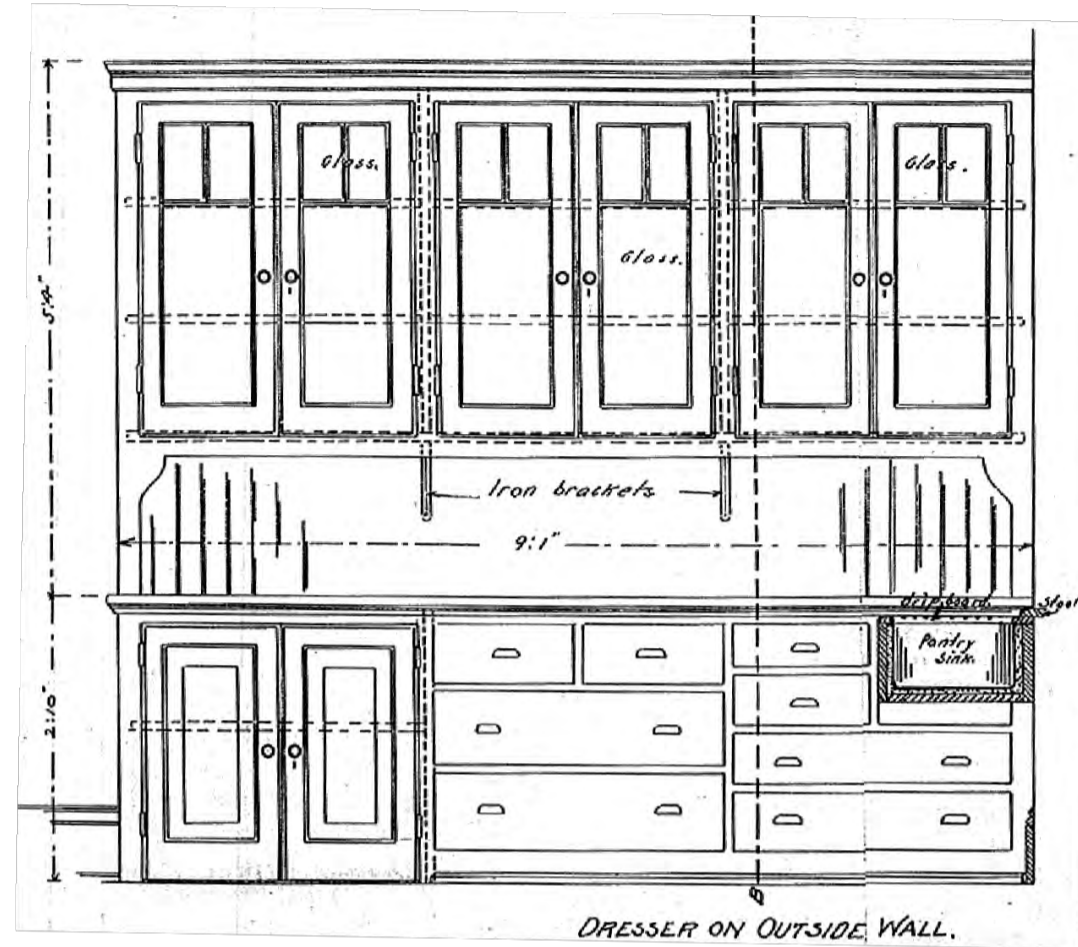 Glass.
Glass.
Glass.
5'4"
Iron brackets
9'1"
drip board.
Stool
Pantry
Sink.
2'10"
B
DRESSER ON OUTSIDE WALL.